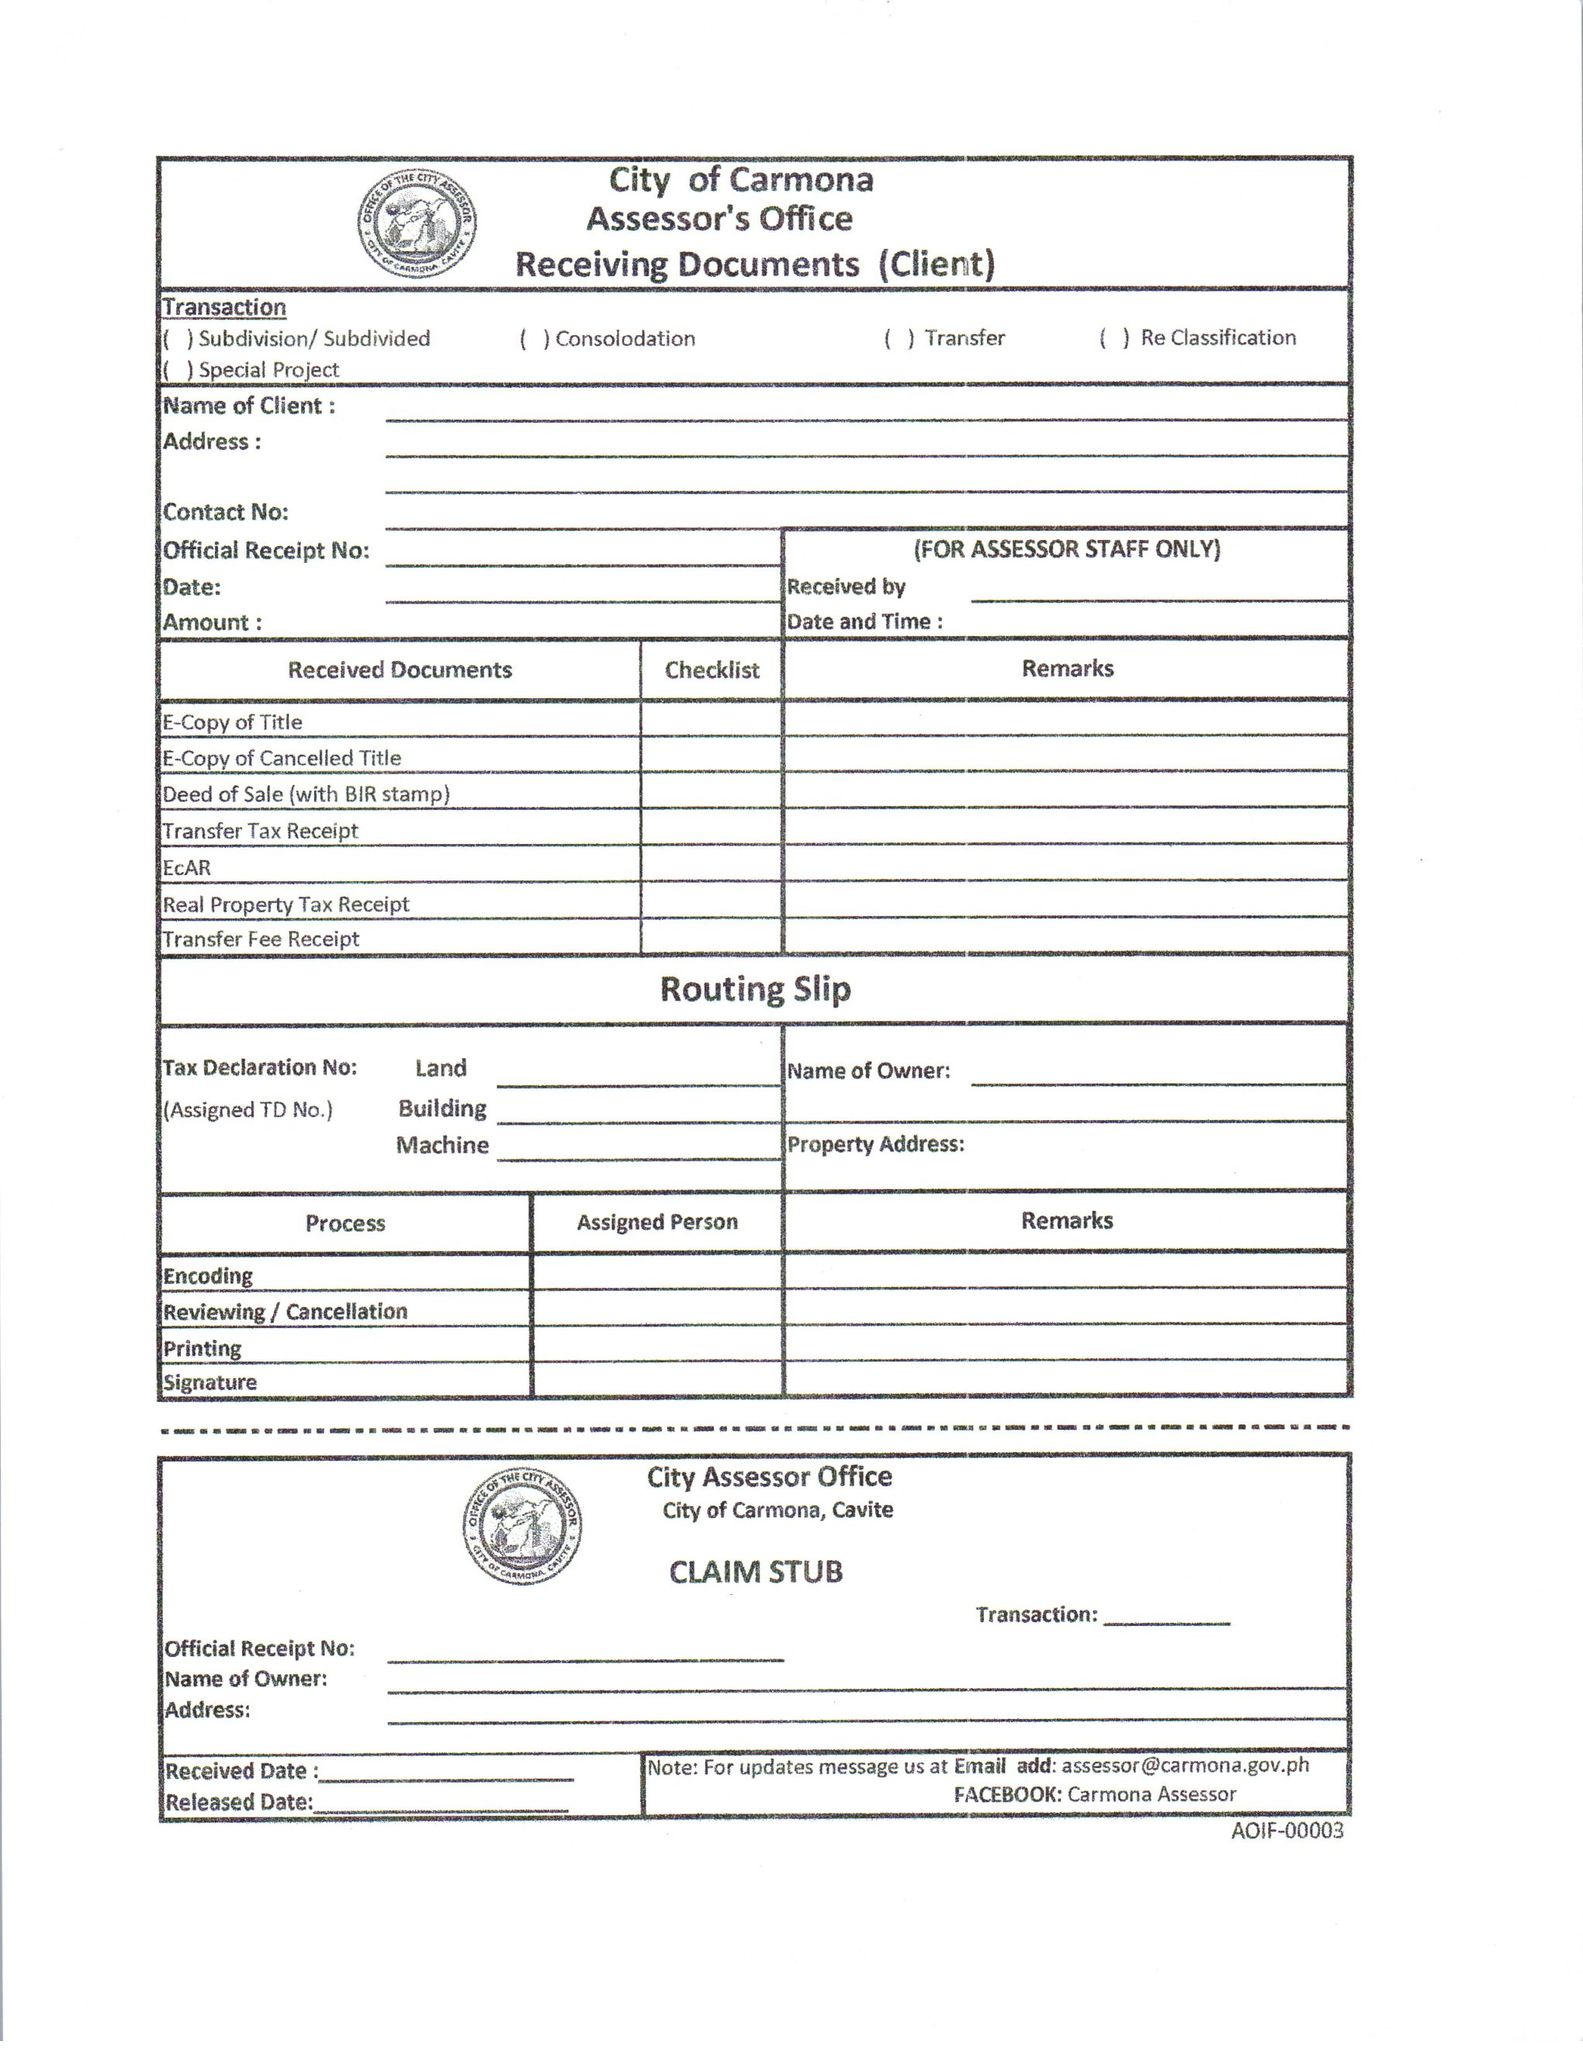 OFFICE OF THE CITY ASSESSOR
CITY OF CARMONA, CAVITE
City of Carmona
Assessor's Office
Receiving Documents (Client)
Transaction
( ) Subdivision/ Subdivided ( ) Consolodation ( ) Transfer ( ) Re Classification
( ) Special Project
Name of Client :
Address :
Contact No:
Official Receipt No: (FOR ASSESSOR STAFF ONLY)
Date: Received by
Amount : Date and Time :
Received Documents Checklist Remarks
E-Copy of Title
E-Copy of Cancelled Title
Deed of Sale (with BIR stamp)
Transfer Tax Receipt
EcAR
Real Property Tax Receipt
Transfer Fee Receipt
Routing Slip
Tax Declaration No: Land Name of Owner:
(Assigned TD No.) Building
Machine Property Address:
Process Assigned Person Remarks
Encoding
Reviewing / Cancellation
Printing
Signature
OFFICE OF THE CITY ASSESSOR
CITY OF CARMONA, CAVITE
City Assessor Office
City of Carmona, Cavite
CLAIM STUB
Transaction:
Official Receipt No:
Name of Owner:
Address:
Received Date : Note: For updates message us at Email add: assessor@carmona.gov.ph
Released Date: FACEBOOK: Carmona Assessor
AOIF-00003